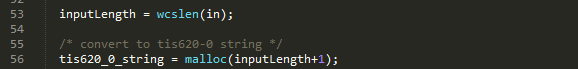 53 inputLength = wcslen(in);
54
55 /* convert to tis620-0 string */
56 tis620_0_string = malloc(inputLength+1);